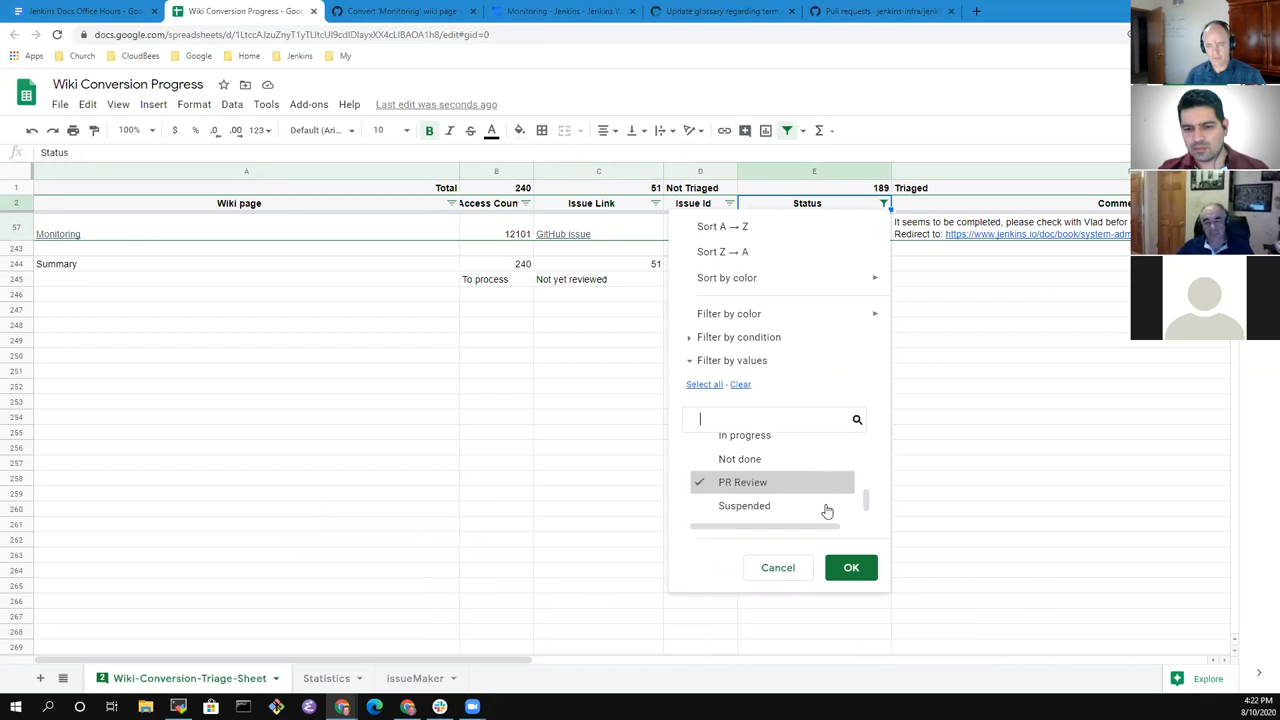 Jenkins Docs Office Hours - Goog
Wiki Conversion Progress - Goog
Convert 'Monitoring' wiki page
Monitoring - Jenkins - Jenkins W
Update glossary regarding term
Pull requests · jenkins-infra/jenki
docs.google.com/spreadsheets/d/
Apps Church CloudBees Google Home Jenkins My
Wiki Conversion Progress
File Edit View Insert Format Data Tools Add-ons Help Last edit was seconds ago
100% $ % .0 .00 123 Default (Ari... 10 B I S A
fx Status
A B C D E
1 Total 240 51 Not Triaged 189 Triaged
2 Wiki page Access Coun Issue Link Issue Id Status Comme
57 Monitoring 12101 GitHub issue
It seems to be completed, please check with Vlad befor
Redirect to: https://www.jenkins.io/doc/book/system-adm
243
244 Summary 240 51
245 To process Not yet reviewed
246
247
248
249
250
251
252
253
254
255
256
257
258
259
260
261
262
263
264
265
266
267
268
269
Sort A → Z
Sort Z → A
Sort by color
Filter by color
Filter by condition
Filter by values
Select all - Clear
In progress
Not done
PR Review
Suspended
Cancel OK
Wiki-Conversion-Triage-Sheet Statistics issueMaker Explore
4:22 PM
8/10/2020